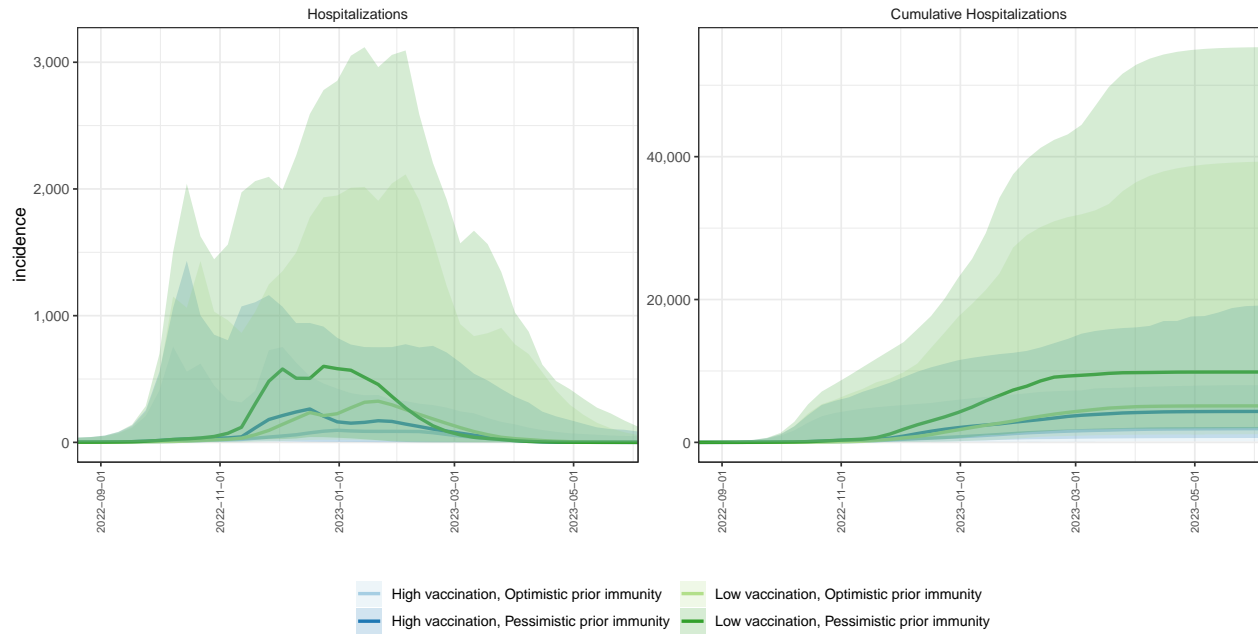 Hospitalizations
Cumulative Hospitalizations
incidence
3,000
2,000
1,000
0
40,000
20,000
0
2022−09−01
2022−11−01
2023−01−01
2023−03−01
2023−05−01
2022−09−01
2022−11−01
2023−01−01
2023−03−01
2023−05−01
High vaccination, Optimistic prior immunity
Low vaccination, Optimistic prior immunity
High vaccination, Pessimistic prior immunity
Low vaccination, Pessimistic prior immunity